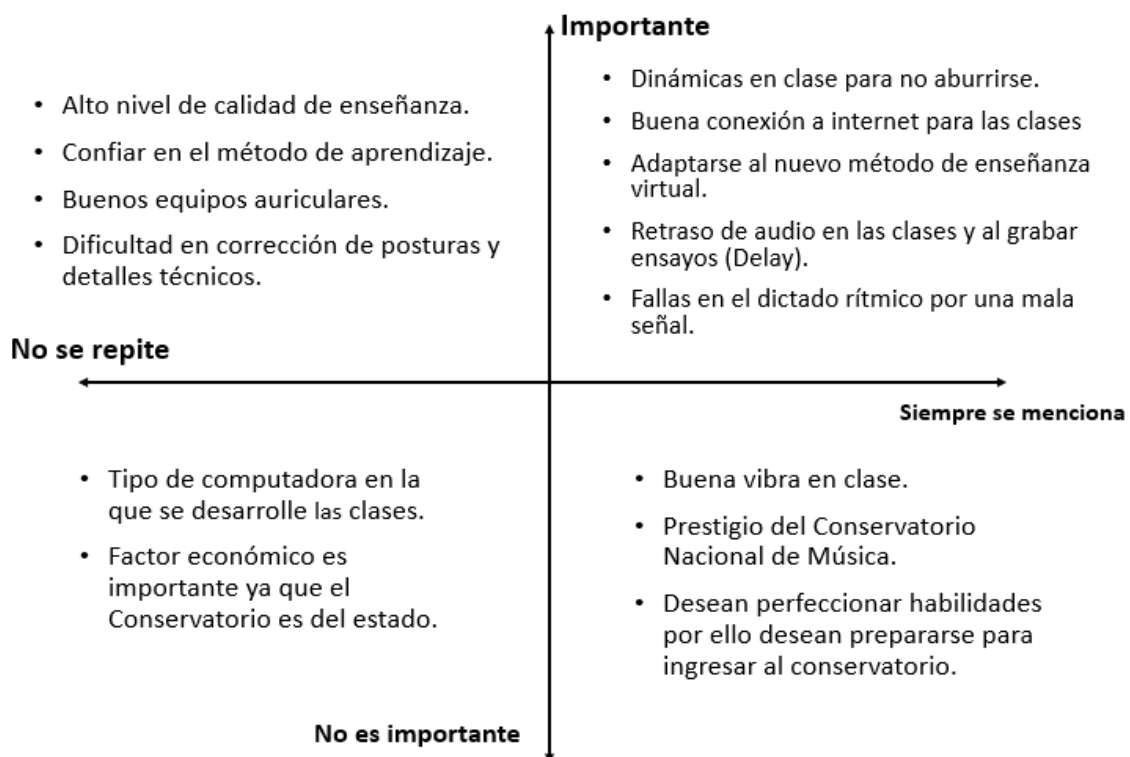 Importante
• Alto nivel de calidad de enseñanza.
• Confiar en el método de aprendizaje.
• Buenos equipos auriculares.
• Dificultad en corrección de posturas y
detalles técnicos.
• Dinámicas en clase para no aburrirse.
• Buena conexión a internet para las clases
• Adaptarse al nuevo método de enseñanza
virtual.
• Retraso de audio en las clases y al grabar
ensayos (Delay).
• Fallas en el dictado rítmico por una mala
señal.
No se repite
Siempre se menciona
• Tipo de computadora en la
que se desarrolle las clases.
• Factor económico es
importante ya que el
Conservatorio es del estado.
• Buena vibra en clase.
• Prestigio del Conservatorio
Nacional de Música.
• Desean perfeccionar habilidades
por ello desean prepararse para
ingresar al conservatorio.
No es importante